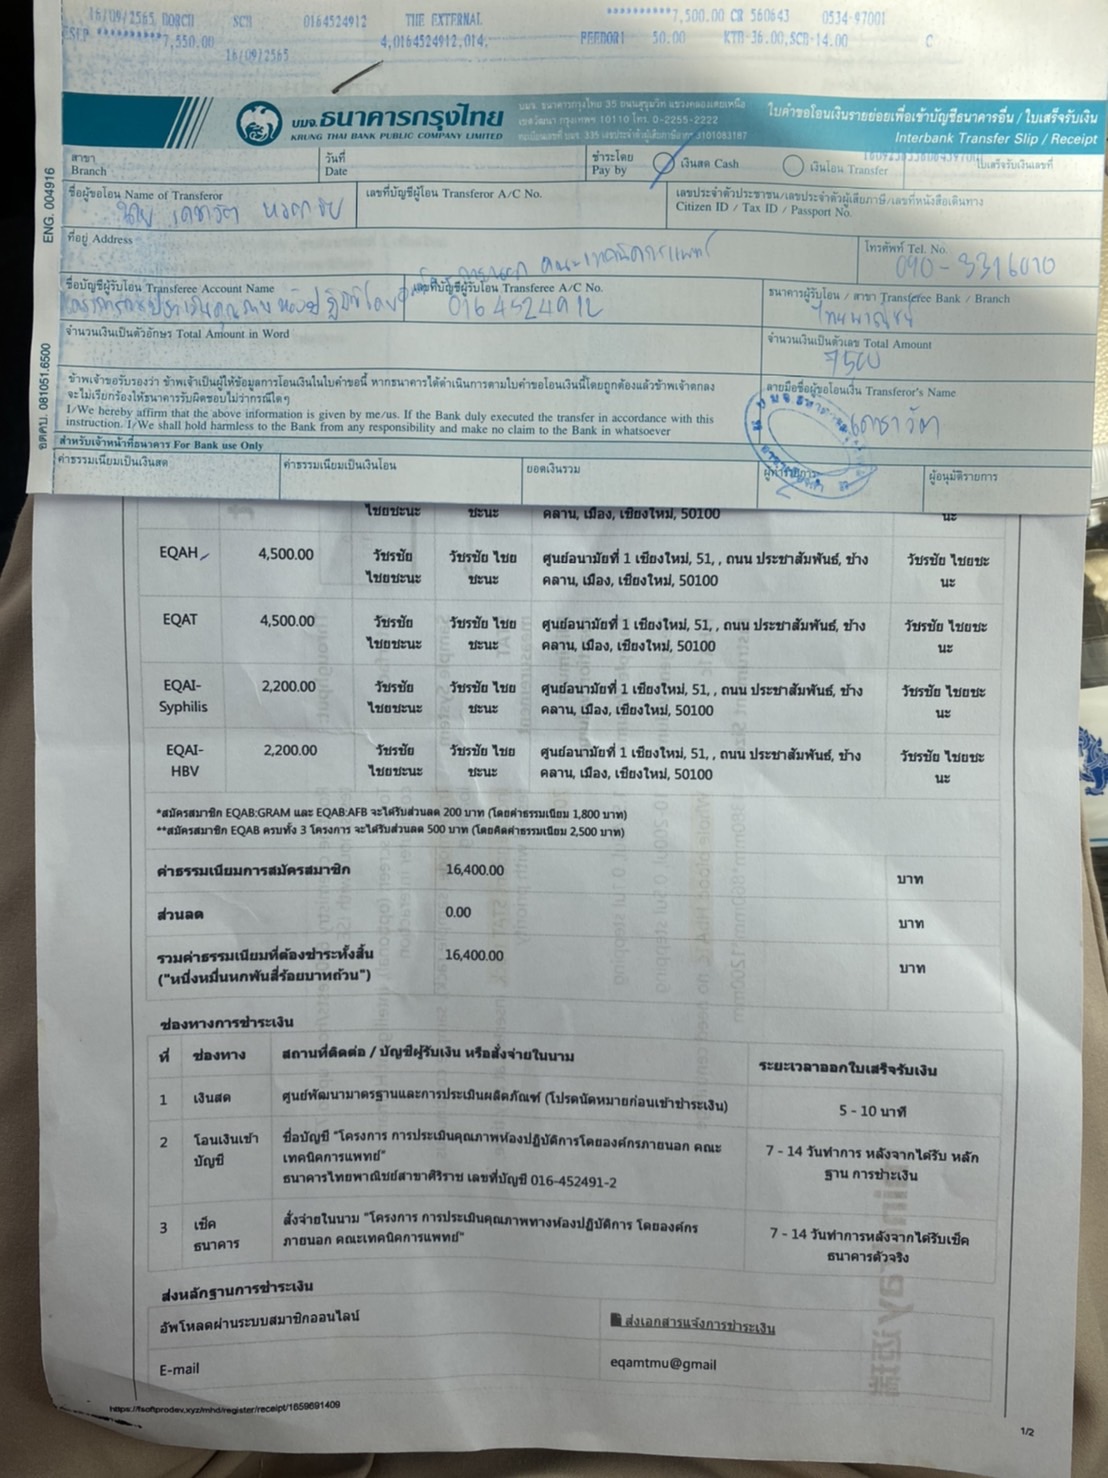 16/09/2565 DORCH SCB 0164524912 THE EXTERNAL **********7,500.00 CR 560643 0534-97001
**********7,550.00 4,0164524912,014, FEEDOR1 50.00 KTB-36.00,SCB-14.00 C
16/09/2565
บมจ.ธนาคารกรุงไทย
KRUNG THAI BANK PUBLIC COMPANY LIMITED
บมจ. ธนาคารกรุงไทย 35 ถนนสุขุมวิท แขวงคลองเตยเหนือ
เขตวัฒนา กรุงเทพฯ 10110 โทร. 0-2255-2222
ใบคำขอโอนเงินรายย่อยเพื่อเข้าบัญชีธนาคารอื่น / ใบเสร็จรับเงิน
Interbank Transfer Slip / Receipt
ENG. 004916
สาขา
Branch
วันที่
Date
ชำระโดย
Pay by
เงินสด Cash
เงินโอน Transfer
ใบเสร็จรับเงินเลขที่
ชื่อผู้ขอโอน Name of Transferor
เลขที่บัญชีผู้โอน Transferor A/C No.
เลขประจำตัวประชาชน/เลขประจำตัวผู้เสียภาษี/เลขที่หนังสือเดินทาง
Citizen ID / Tax ID / Passport No.
ที่อยู่ Address
คณะเทคนิคการแพทย์
โทรศัพท์ Tel. No.
090-3316010
ชื่อบัญชีผู้รับโอน Transferee Account Name
เลขที่บัญชีผู้รับโอน Transferee A/C No.
0164524912
ธนาคารผู้รับโอน / สาขา Transferee Bank / Branch
ไทยพาณิชย์
จำนวนเงินเป็นตัวอักษร Total Amount in Word
จำนวนเงินเป็นตัวเลข Total Amount
7500
ขตคบ. 081051.6500
ข้าพเจ้าขอรับรองว่า ข้าพเจ้าเป็นผู้ให้ข้อมูลการโอนเงินในใบคำขอนี้ หากธนาคารได้ดำเนินการตามใบคำขอโอนเงินนี้โดยถูกต้องแล้วข้าพเจ้าตกลง
จะไม่เรียกร้องให้ธนาคารรับผิดชอบไม่ว่ากรณีใดๆ
I/We hereby affirm that the above information is given by me/us. If the Bank duly executed the transfer in accordance with this
instruction. I/We shall hold harmless to the Bank from any responsibility and make no claim to the Bank in whatsoever
ลายมือชื่อผู้ขอโอนเงิน Transferor's Name
สำหรับเจ้าหน้าที่ธนาคาร For Bank use Only
ค่าธรรมเนียมเป็นเงินสด
ค่าธรรมเนียมเป็นเงินโอน
ยอดเงินรวม
ผู้ทำรายการ
ผู้อนุมัติรายการ
ไชยชะนะ ชะนะ คลาน, เมือง, เชียงใหม่, 50100 นะ
EQAH 4,500.00 วัชรชัย วัชรชัย ไชย ศูนย์อนามัยที่ 1 เชียงใหม่, 51, , ถนน ประชาสัมพันธ์, ช้าง วัชรชัย ไชยชะ
ไชยชะนะ ชะนะ คลาน, เมือง, เชียงใหม่, 50100 นะ
EQAT 4,500.00 วัชรชัย วัชรชัย ไชย ศูนย์อนามัยที่ 1 เชียงใหม่, 51, , ถนน ประชาสัมพันธ์, ช้าง วัชรชัย ไชยชะ
ไชยชะนะ ชะนะ คลาน, เมือง, เชียงใหม่, 50100 นะ
EQAI- 2,200.00 วัชรชัย วัชรชัย ไชย ศูนย์อนามัยที่ 1 เชียงใหม่, 51, , ถนน ประชาสัมพันธ์, ช้าง วัชรชัย ไชยชะ
Syphilis ไชยชะนะ ชะนะ คลาน, เมือง, เชียงใหม่, 50100 นะ
EQAI- 2,200.00 วัชรชัย วัชรชัย ไชย ศูนย์อนามัยที่ 1 เชียงใหม่, 51, , ถนน ประชาสัมพันธ์, ช้าง วัชรชัย ไชยชะ
HBV ไชยชะนะ ชะนะ คลาน, เมือง, เชียงใหม่, 50100 นะ
*สมัครสมาชิก EQAB:GRAM และ EQAB:AFB จะได้รับส่วนลด 200 บาท (โดยค่าธรรมเนียม 1,800 บาท)
**สมัครสมาชิก EQAB ครบทั้ง 3 โครงการ จะได้รับส่วนลด 500 บาท (โดยคิดค่าธรรมเนียม 2,500 บาท)
ค่าธรรมเนียมการสมัครสมาชิก 16,400.00 บาท
ส่วนลด 0.00 บาท
รวมค่าธรรมเนียมที่ต้องชำระทั้งสิ้น 16,400.00 บาท
("หนึ่งหมื่นหกพันสี่ร้อยบาทถ้วน")
ช่องทางการชำระเงิน
ที่ ช่องทาง สถานที่ติดต่อ / บัญชีผู้รับเงิน หรือสั่งจ่ายในนาม ระยะเวลาออกใบเสร็จรับเงิน
1 เงินสด ศูนย์พัฒนามาตรฐานและการประเมินผลิตภัณฑ์ (โปรดนัดหมายก่อนเข้าชำระเงิน) 5 - 10 นาที
2 โอนเงินเข้า ชื่อบัญชี "โครงการ การประเมินคุณภาพห้องปฏิบัติการโดยองค์กรภายนอก คณะ 7 - 14 วันทำการ หลังจากได้รับ หลัก
บัญชี เทคนิคการแพทย์" ฐาน การชำะเงิน
ธนาคารไทยพาณิชย์สาขาศิริราช เลขที่บัญชี 016-452491-2
3 เช็ค สั่งจ่ายในนาม "โครงการ การประเมินคุณภาพทางห้องปฏิบัติการ โดยองค์กร 7 - 14 วันทำการหลังจากได้รับเช็ค
ธนาคาร ภายนอก คณะเทคนิคการแพทย์" ธนาคารตัวจริง
ส่งหลักฐานการชำระเงิน
อัพโหลดผ่านระบบสมาชิกออนไลน์ ส่งเอกสารแจ้งการชำระเงิน
E-mail eqamtmu@gmail
https://fsoftprodev.xyz/mhd/register/receipt/1659691409
1/2